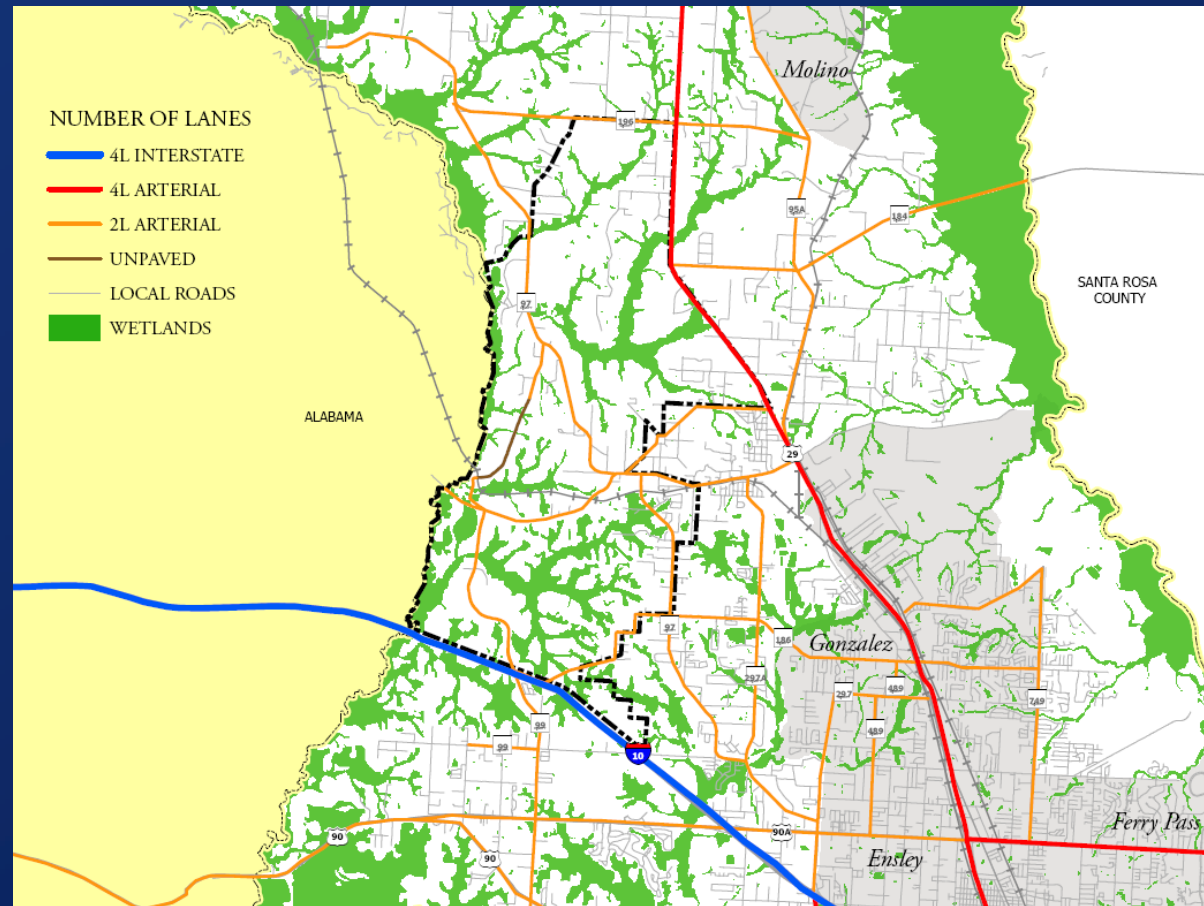 Molino
NUMBER OF LANES
4L INTERSTATE
4L ARTERIAL
2L ARTERIAL
UNPAVED
LOCAL ROADS
WETLANDS
196
95A
184
SANTA ROSA
COUNTY
97
ALABAMA
29
97
186
Gonzalez
297A
297
489
749
99
489
99
10
90
90A
90
Ensley
Ferry Pass